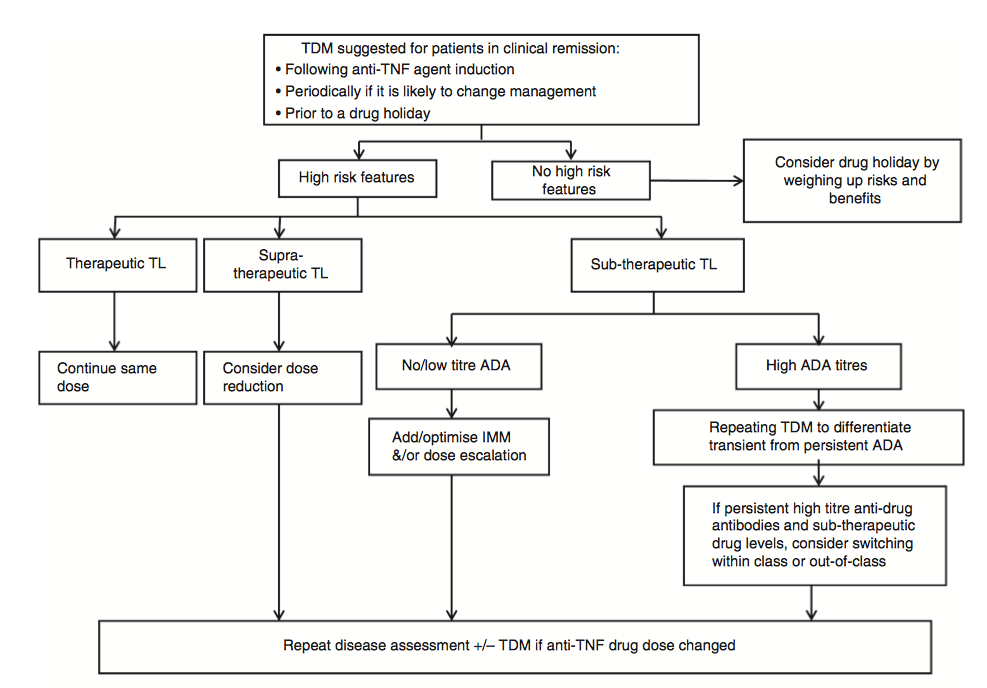 TDM suggested for patients in clinical remission:
• Following anti-TNF agent induction
• Periodically if it is likely to change management
• Prior to a drug holiday
High risk features
No high risk
features
Consider drug holiday by
weighing up risks and
benefits
Therapeutic TL
Supra-
therapeutic TL
Sub-therapeutic TL
Continue same
dose
Consider dose
reduction
No/low titre ADA
High ADA titres
Add/optimise IMM
&/or dose escalation
Repeating TDM to differentiate
transient from persistent ADA
If persistent high titre anti-drug
antibodies and sub-therapeutic
drug levels, consider switching
within class or out-of-class
Repeat disease assessment +/– TDM if anti-TNF drug dose changed